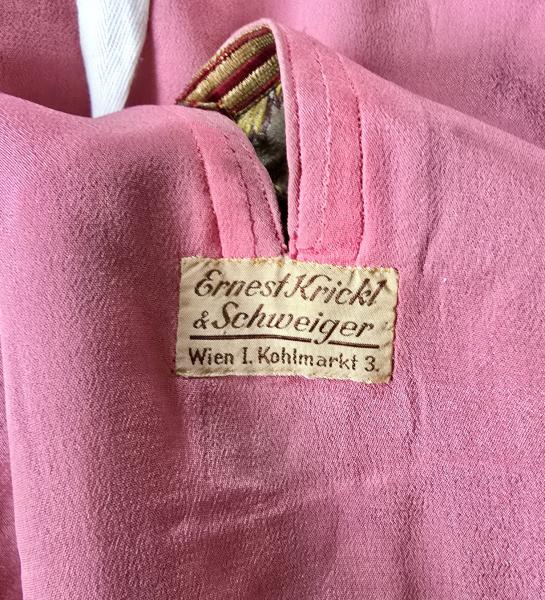 Ernest Krickl
& Schweiger
Wien I. Kohlmarkt 3.